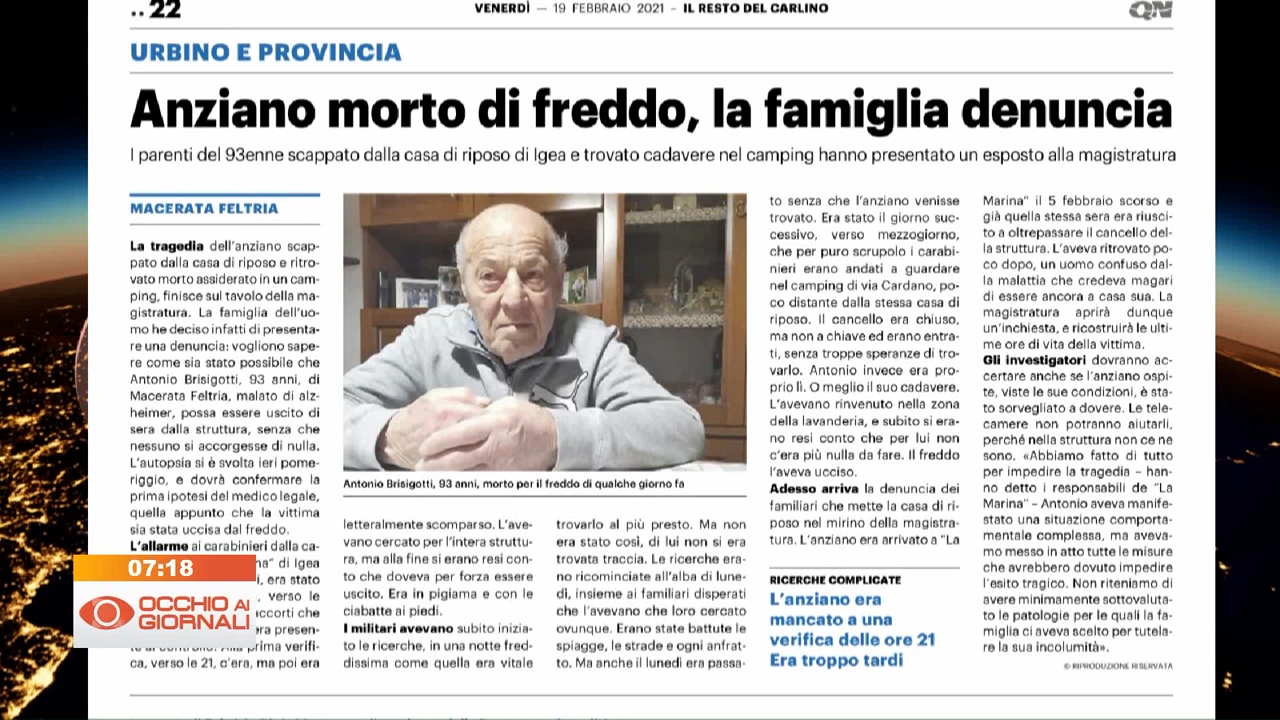 .. 22
VENERDÌ — 19 FEBBRAIO 2021 – IL RESTO DEL CARLINO
QN
URBINO E PROVINCIA
Anziano morto di freddo, la famiglia denuncia
I parenti del 93enne scappato dalla casa di riposo di Igea e trovato cadavere nel camping hanno presentato un esposto alla magistratura
MACERATA FELTRIA
La tragedia dell'anziano scap-
pato dalla casa di riposo e ritro-
vato morto assiderato in un cam-
ping, finisce sul tavolo della ma-
gistratura. La famiglia dell'uo-
mo he deciso infatti di presenta-
re una denuncia: vogliono sape-
re come sia stato possibile che
Antonio Brisigotti, 93 anni, di
Macerata Feltria, malato di alz-
heimer, possa essere uscito di
sera dalla struttura, senza che
nessuno si accorgesse di nulla.
L'autopsia si è svolta ieri pome-
riggio, e dovrà confermare la
prima ipotesi del medico legale,
quella appunto che la vittima
sia stata uccisa dal freddo.
L'allarme ai carabinieri dalla ca-
na" di Igea
i, era stato
, verso le
accorti che
era presen-
te al controllo. Alla prima verifi-
ca, verso le 21, c'era, ma poi era
Antonio Brisigotti, 93 anni, morto per il freddo di qualche giorno fa
letteralmente scomparso. L'ave-
vano cercato per l'intera struttu-
ra, ma alla fine si erano resi con-
to che doveva per forza essere
uscito. Era in pigiama e con le
ciabatte ai piedi.
I militari avevano subito inizia-
to le ricerche, in una notte fred-
dissima come quella era vitale
trovarlo al più presto. Ma non
era stato così, di lui non si era
trovata traccia. Le ricerche era-
no ricominciate all'alba di lune-
dì, insieme ai familiari disperati
che l'avevano che loro cercato
ovunque. Erano state battute le
spiagge, le strade e ogni anfrat-
to. Ma anche il lunedì era passa-
to senza che l'anziano venisse
trovato. Era stato il giorno suc-
cessivo, verso mezzogiorno,
che per puro scrupolo i carabi-
nieri erano andati a guardare
nel camping di via Cardano, po-
co distante dalla stessa casa di
riposo. Il cancello era chiuso,
ma non a chiave ed erano entra-
ti, senza troppe speranze di tro-
varlo. Antonio invece era pro-
prio lì. O meglio il suo cadavere.
L'avevano rinvenuto nella zona
della lavanderia, e subito si era-
no resi conto che per lui non
c'era più nulla da fare. Il freddo
l'aveva ucciso.
Adesso arriva la denuncia dei
familiari che mette la casa di ri-
poso nel mirino della magistra-
tura. L'anziano era arrivato a "La
RICERCHE COMPLICATE
L'anziano era
mancato a una
verifica delle ore 21
Era troppo tardi
Marina" il 5 febbraio scorso e
già quella stessa sera era riusci-
to a oltrepassare il cancello del-
la struttura. L'aveva ritrovato po-
co dopo, un uomo confuso dal-
la malattia che credeva magari
di essere ancora a casa sua. La
magistratura aprirà dunque
un'inchiesta, e ricostruirà le ulti-
me ore di vita della vittima.
Gli investigatori dovranno ac-
certare anche se l'anziano ospi-
te, viste le sue condizioni, è sta-
to sorvegliato a dovere. Le tele-
camere non potranno aiutarli,
perché nella struttura non ce ne
sono. «Abbiamo fatto di tutto
per impedire la tragedia – han-
no detto i responsabili de "La
Marina" – Antonio aveva manife-
stato una situazione comporta-
mentale complessa, ma aveva-
mo messo in atto tutte le misure
che avrebbero dovuto impedire
l'esito tragico. Non riteniamo di
avere minimamente sottovaluta-
to le patologie per le quali la fa-
miglia ci aveva scelto per tutela-
re la sua incolumità».
© RIPRODUZIONE RISERVATA
07:18
OCCHIO AI
GIORNALI